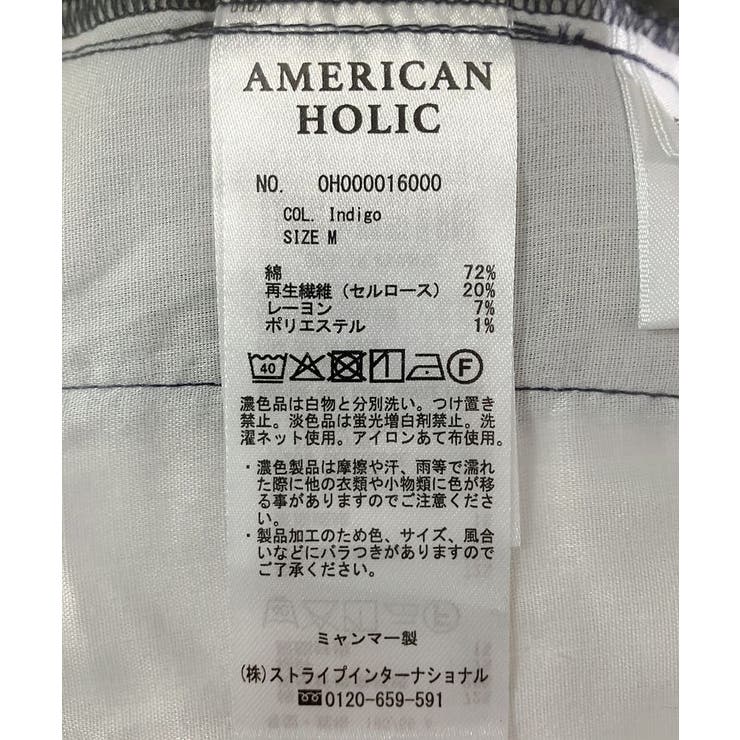 AMERICAN
HOLIC
NO. OH000016000
COL. Indigo
SIZE M
綿 72%
再生繊維（セルロース） 20%
レーヨン 7%
ポリエステル 1%
40
F
濃色品は白物と分別洗い。つけ置き
禁止。淡色品は蛍光増白剤禁止。洗
濯ネット使用。アイロンあて布使用。
・濃色製品は摩擦や汗、雨等で濡れ
た際に他の衣類や小物類に色が移
る事がありますのでご注意くださ
い。
・製品加工のため色、サイズ、風合
いなどにバラつきがありますので
ご了承ください。
ミャンマー製
(株)ストライプインターナショナル
0120-659-591